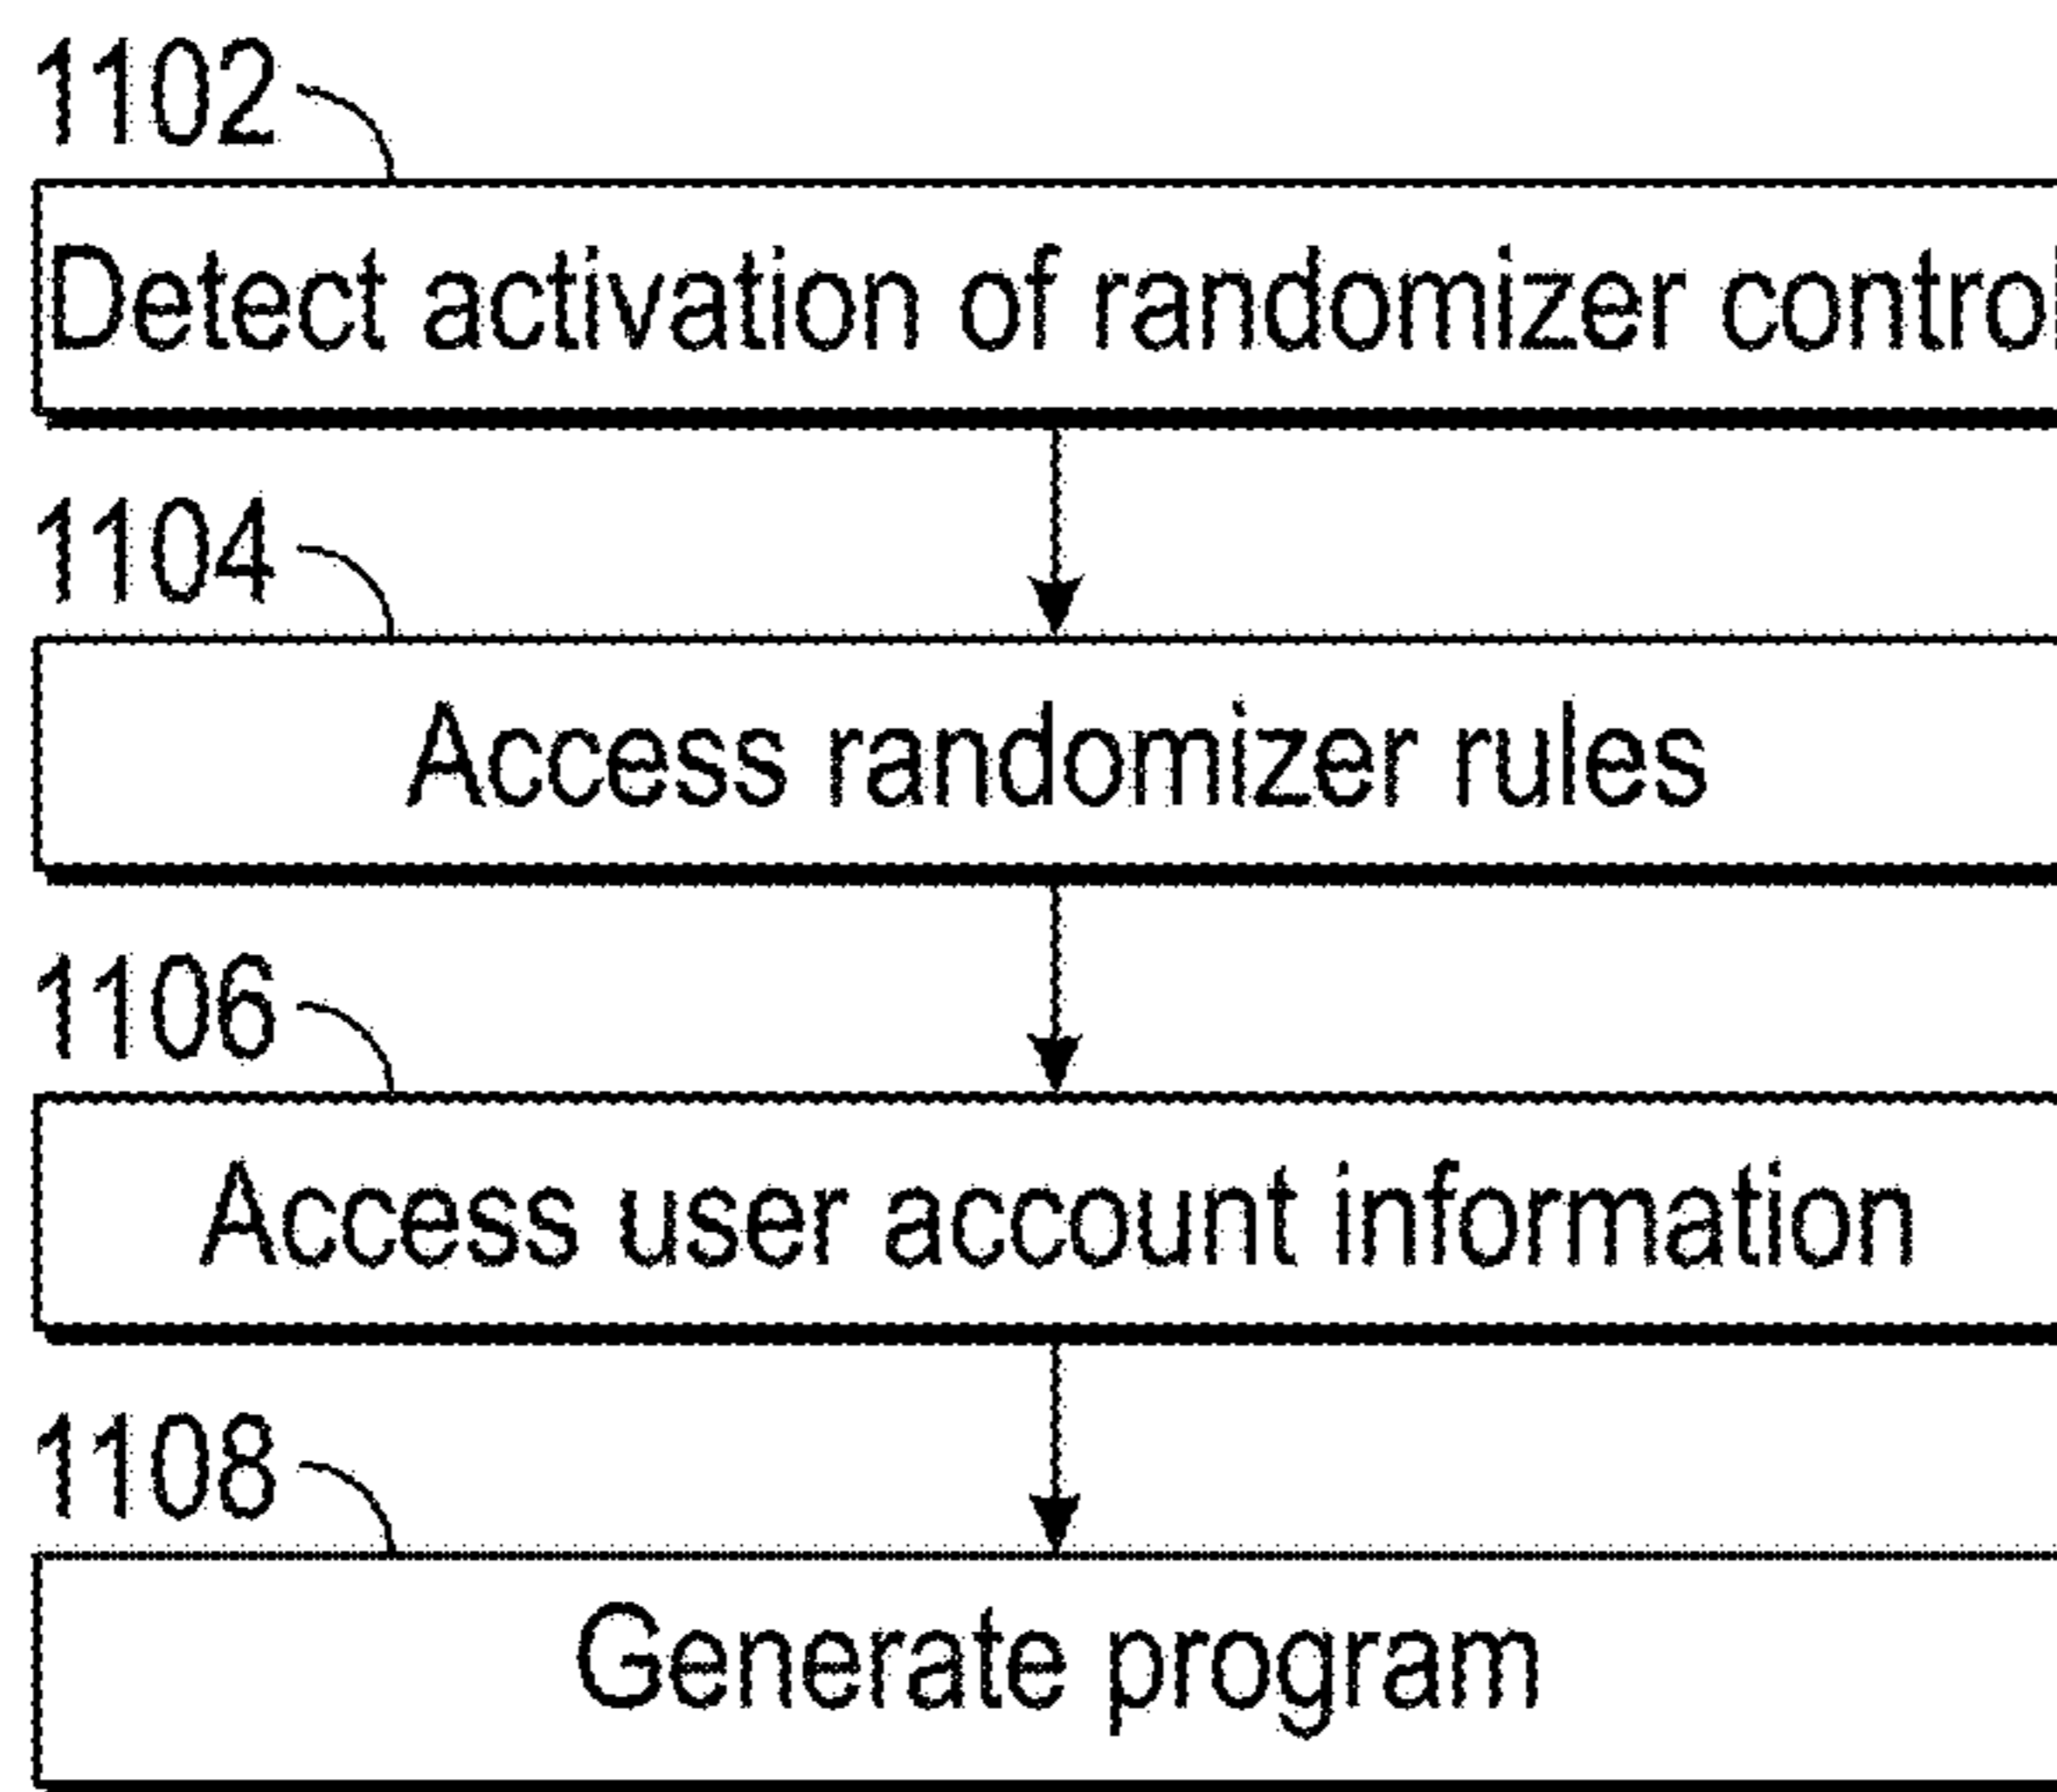 1102
Detect activation of randomizer control
1104
Access randomizer rules
1106
Access user account information
1108
Generate program